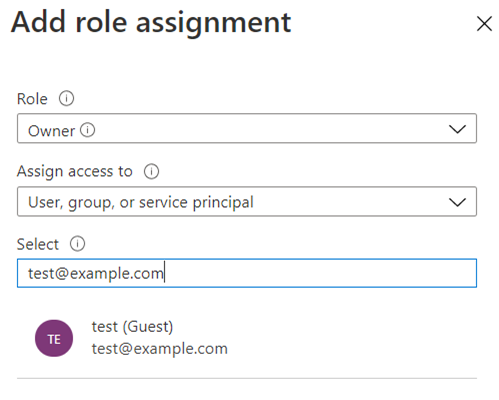 Add role assignment
Role
Owner
Assign access to
User, group, or service principal
Select
test@example.com
TE
test (Guest)
test@example.com